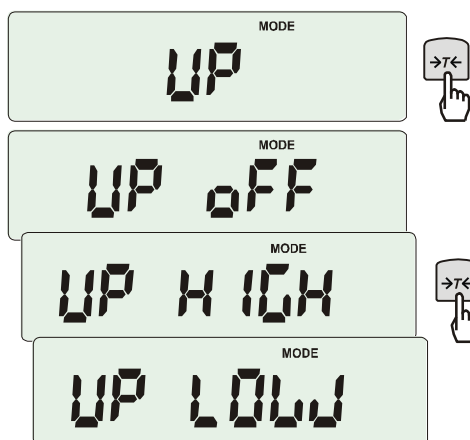 MODE
UP
→T←
MODE
UP oFF
MODE
UP HIGH
→T←
MODE
UP LOW